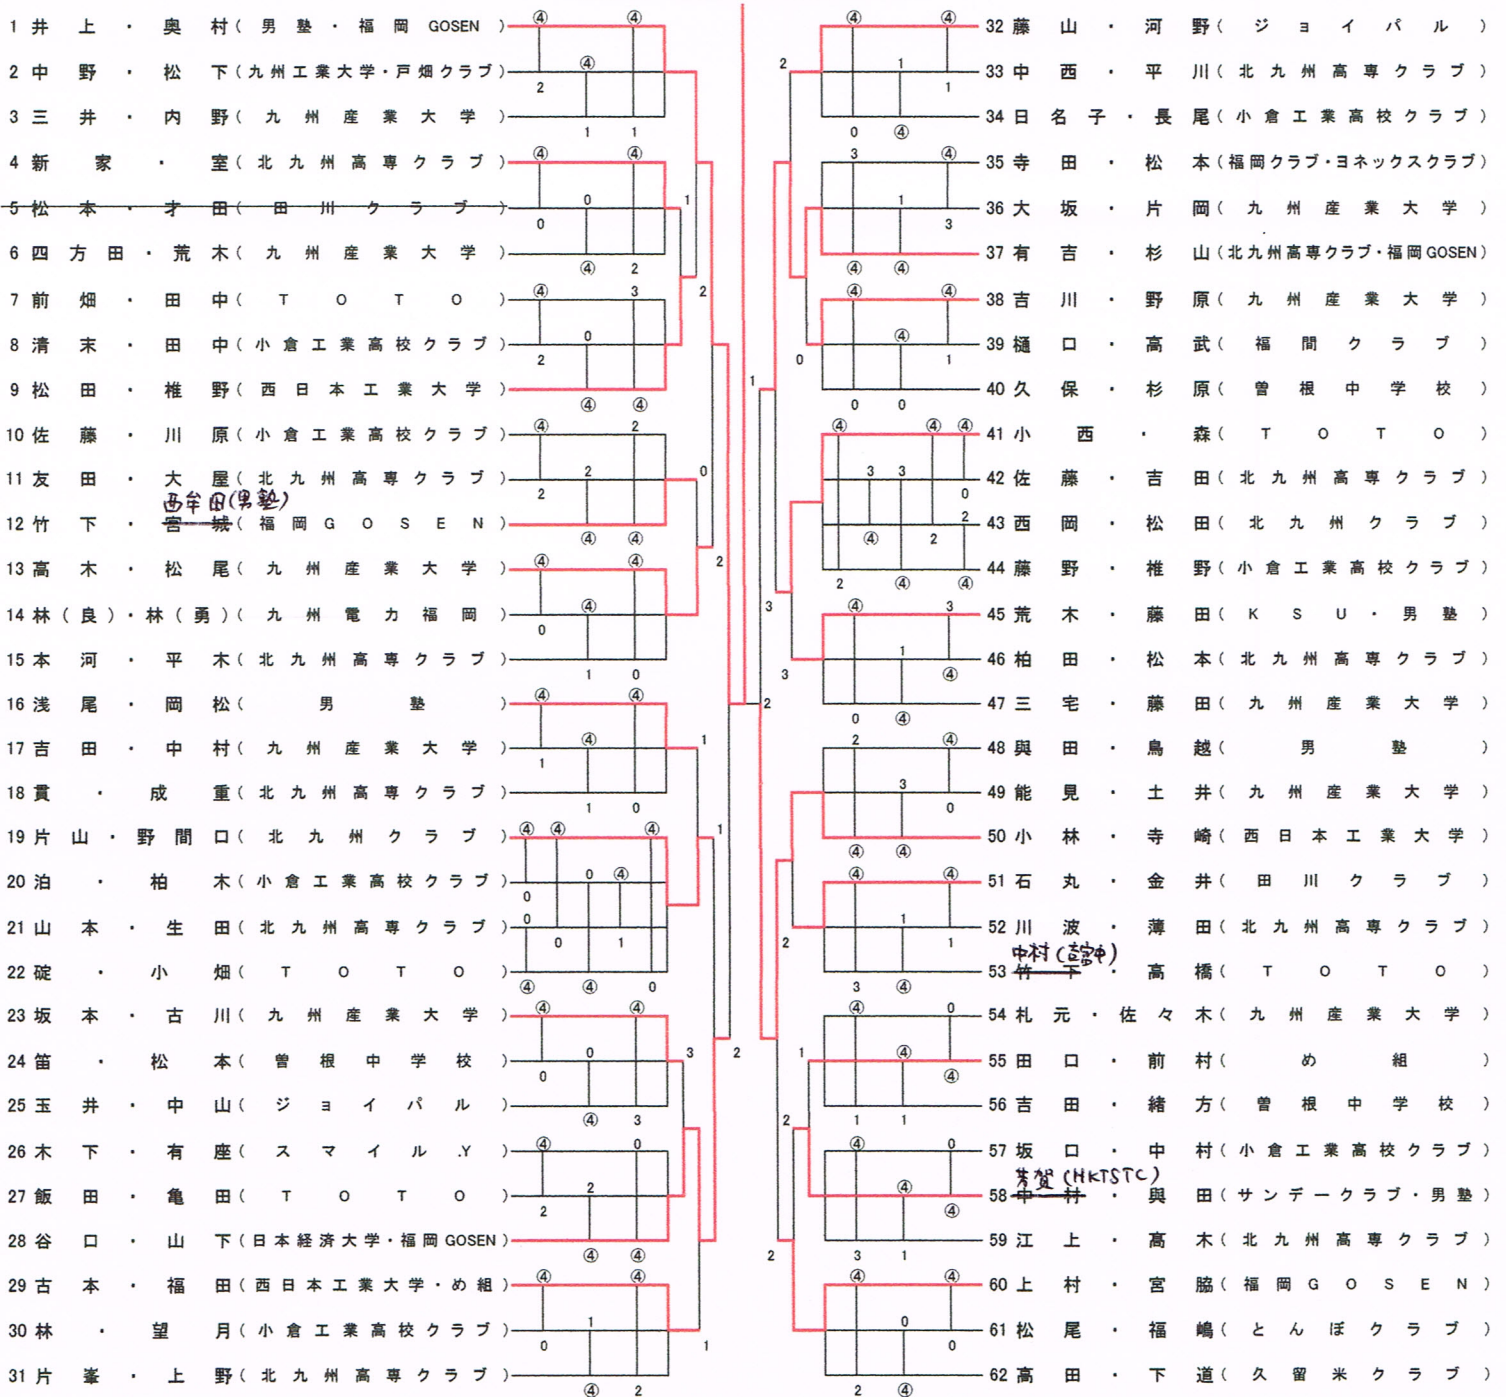 1 井上・奥村(男塾・福岡GOSEN)
2 中野・松下(九州工業大学・戸畑クラブ)
3 三井・内野(九州産業大学)
4 新家・室(北九州高専クラブ)
5 松本・才田(田川クラブ)
6 四方田・荒木(九州産業大学)
7 前畑・田中(TOTO)
8 清末・田中(小倉工業高校クラブ)
9 松田・椎野(西日本工業大学)
10 佐藤・川原(小倉工業高校クラブ)
11 友田・大屋(北九州高専クラブ)
西牟田(男塾)
12 竹下・宮城(福岡GOSEN)
13 高木・松尾(九州産業大学)
14 林(良)・林(勇)(九州電力福岡)
15 本河・平木(北九州高専クラブ)
16 浅尾・岡松(男塾)
17 吉田・中村(九州産業大学)
18 貫・成重(北九州高専クラブ)
19 片山・野間口(北九州クラブ)
20 泊・柏木(小倉工業高校クラブ)
21 山本・生田(北九州高専クラブ)
22 碇・小畑(TOTO)
23 坂本・古川(九州産業大学)
24 笛・松本(曽根中学校)
25 玉井・中山(ジョイパル)
26 木下・有座(スマイル.Y)
27 飯田・亀田(TOTO)
28 谷口・山下(日本経済大学・福岡GOSEN)
29 古本・福田(西日本工業大学・め組)
30 林・望月(小倉工業高校クラブ)
31 片峯・上野(北九州高専クラブ)
32 藤山・河野(ジョイパル)
33 中西・平川(北九州高専クラブ)
34 日名子・長尾(小倉工業高校クラブ)
35 寺田・松本(福岡クラブ・ヨネックスクラブ)
36 大坂・片岡(九州産業大学)
37 有吉・杉山(北九州高専クラブ・福岡GOSEN)
38 吉川・野原(九州産業大学)
39 樋口・高武(福間クラブ)
40 久保・杉原(曽根中学校)
41 小西・森(TOTO)
42 佐藤・吉田(北九州高専クラブ)
43 西岡・松田(北九州クラブ)
44 藤野・椎野(小倉工業高校クラブ)
45 荒木・藤田(KSU・男塾)
46 柏田・松本(北九州高専クラブ)
47 三宅・藤田(九州産業大学)
48 與田・鳥越(男塾)
49 能見・土井(九州産業大学)
50 小林・寺崎(西日本工業大学)
51 石丸・金井(田川クラブ)
52 川波・薄田(北九州高専クラブ)
中村
53 竹下・高橋(TOTO)
54 札元・佐々木(九州産業大学)
55 田口・前村(め組)
56 吉田・緒方(曽根中学校)
57 坂口・中村(小倉工業高校クラブ)
芳賀(HKTSTC)
58 中村・與田(サンデークラブ・男塾)
59 江上・髙木(北九州高専クラブ)
60 上村・宮脇(福岡GOSEN)
61 松尾・福嶋(とんぼクラブ)
62 高田・下道(久留米クラブ)